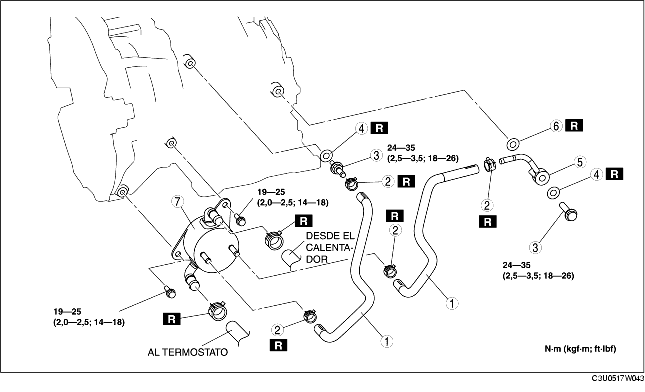 4 R
6 R
24—35
(2,5—3,5; 18—26)
3
5
2 R
4 R
19—25
(2,0—2,5; 14—18)
7
2
R
R
R
2
DESDE EL
CALENTA-
DOR
3
24—35
(2,5—3,5; 18—26)
19—25
(2,0—2,5; 14—18)
1
R
2
R
1
AL TERMOSTATO
N·m (kgf·m; ft·lbf)
C3U0517W043